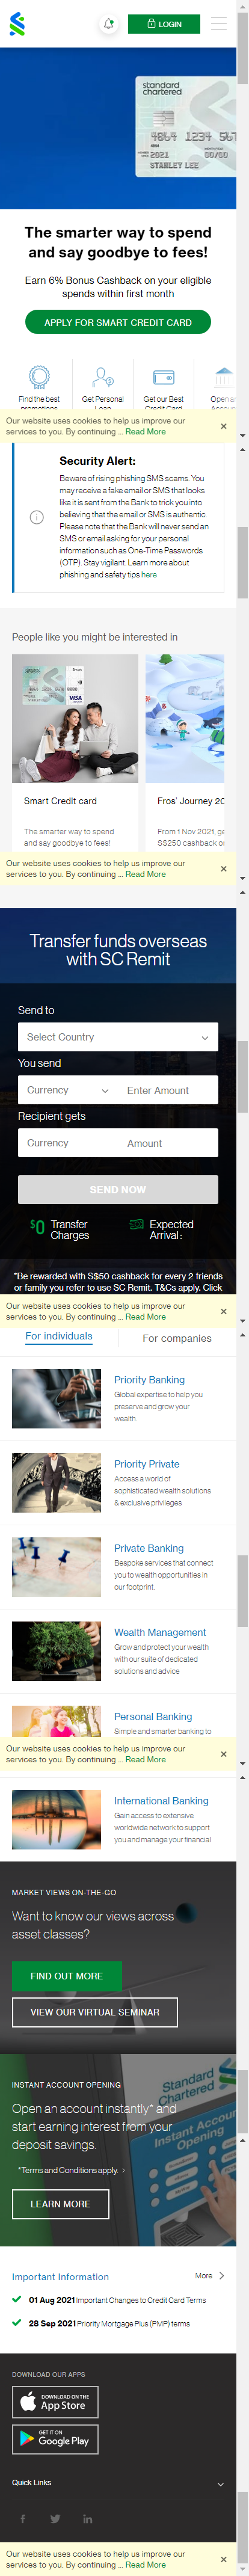 LOGIN
standard
chartered
2021
00/00
STANLEY LEE
The smarter way to spend
and say goodbye to fees!
Earn 6% Bonus Cashback on your eligible
spends within first month
APPLY FOR SMART CREDIT CARD
Find the best
promotions
Get Personal
Loan
Get our Best
Credit Card
Open an
Account
Our website uses cookies to help us improve our
services to you. By continuing ... Read More
Security Alert:
Beware of rising phishing SMS scams. You
may receive a fake email or SMS that looks
like it is sent from the Bank to trick you into
believing that the email or SMS is authentic.
Please note that the Bank will never send an
SMS or email asking for your personal
information such as One-Time Passwords
(OTP). Stay vigilant. Learn more about
phishing and safety tips here
People like you might be interested in
VISA
Smart Credit card
The smarter way to spend
and say goodbye to fees!
Fros' Journey 20
From 1 Nov 2021, ge
S$250 cashback or
Our website uses cookies to help us improve our
services to you. By continuing ... Read More
Transfer funds overseas
with SC Remit
Send to
Select Country
You send
Currency
Enter Amount
Recipient gets
Currency
Amount
SEND NOW
$0 Transfer
Charges
Expected
Arrival :
*Be rewarded with S$50 cashback for every 2 friends
or family you refer to use SC Remit. T&Cs apply. Click
Our website uses cookies to help us improve our
services to you. By continuing ... Read More
For individuals
For companies
Priority Banking
Global expertise to help you
preserve and grow your
wealth.
Priority Private
Access a world of
sophisticated wealth solutions
& exclusive privileges.
Private Banking
Bespoke services that connect
you to wealth opportunities in
our footprint.
Wealth Management
Grow and protect your wealth
with our suite of dedicated
solutions and advice
Personal Banking
Simple and smarter banking to
Our website uses cookies to help us improve our
services to you. By continuing ... Read More
International Banking
Gain access to extensive
worldwide network to support
you and manage your financial
MARKET VIEWS ON-THE-GO
Want to know our views across
asset classes?
FIND OUT MORE
VIEW OUR VIRTUAL SEMINAR
Standard
Chartered
Instant Account
Opening
INSTANT ACCOUNT OPENING
Open an account instantly* and
start earning interest from your
deposit savings.
*Terms and Conditions apply.
LEARN MORE
Important Information
More
01 Aug 2021 Important Changes to Credit Card Terms
28 Sep 2021 Priority Mortgage Plus (PMP) terms
DOWNLOAD OUR APPS
DOWNLOAD ON THE
App Store
GET IT ON
Google Play
Quick Links
Our website uses cookies to help us improve our
services to you. By continuing ... Read More